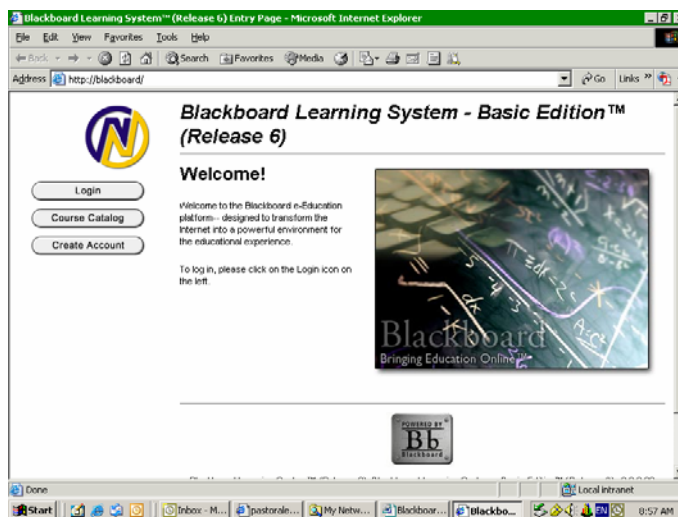 Blackboard Learning System™ (Release 6) Entry Page - Microsoft Internet Explorer
File Edit View Favorites Tools Help
Back Search Favorites Media
Address http://blackboard/ Go Links »
Blackboard Learning System - Basic Edition™
(Release 6)
Welcome!
Login
Course Catalog
Create Account
Welcome to the Blackboard e-Education
platform-- designed to transform the
Internet into a powerful environment for
the educational experience.
To log in, please click on the Login icon on
the left.
Blackboard
Bringing Education Online™
POWERED BY
Bb
Blackboard
Done Local intranet
Start Inbox - M... pastorale... My Netw... Blackboar... Blackbo... EN 8:57 AM